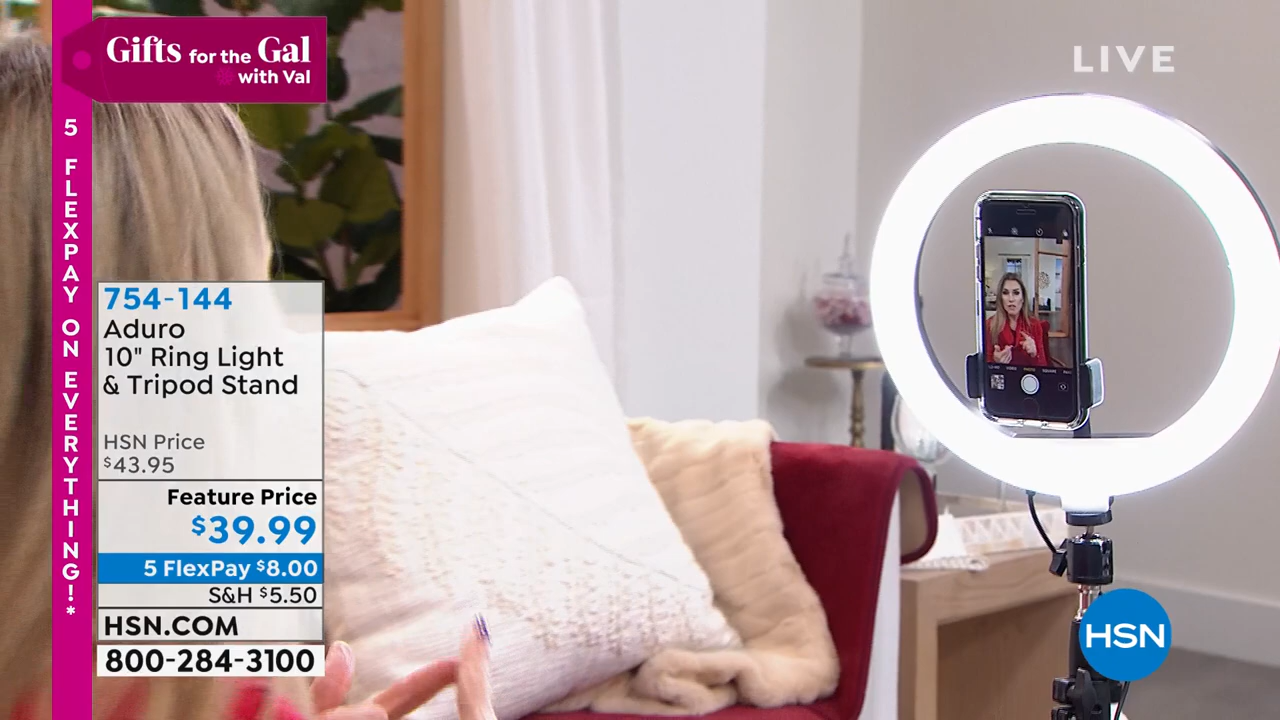 Gifts for the Gal
with Val
LIVE
5 FLEXPAY ON EVERYTHING!*
754-144
Aduro
10" Ring Light
& Tripod Stand
HSN Price
$43.95
Feature Price
$39.99
5 FlexPay $8.00
S&H $5.50
HSN.COM
800-284-3100
HSN